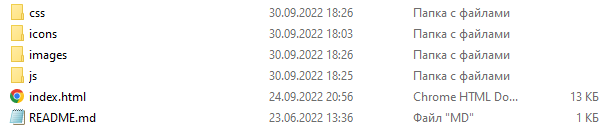 css 30.09.2022 18:26 Папка с файлами
icons 30.09.2022 18:03 Папка с файлами
images 30.09.2022 18:26 Папка с файлами
js 30.09.2022 18:25 Папка с файлами
index.html 24.09.2022 20:56 Chrome HTML Do... 13 КБ
README.md 23.06.2022 13:36 Файл "MD" 1 КБ